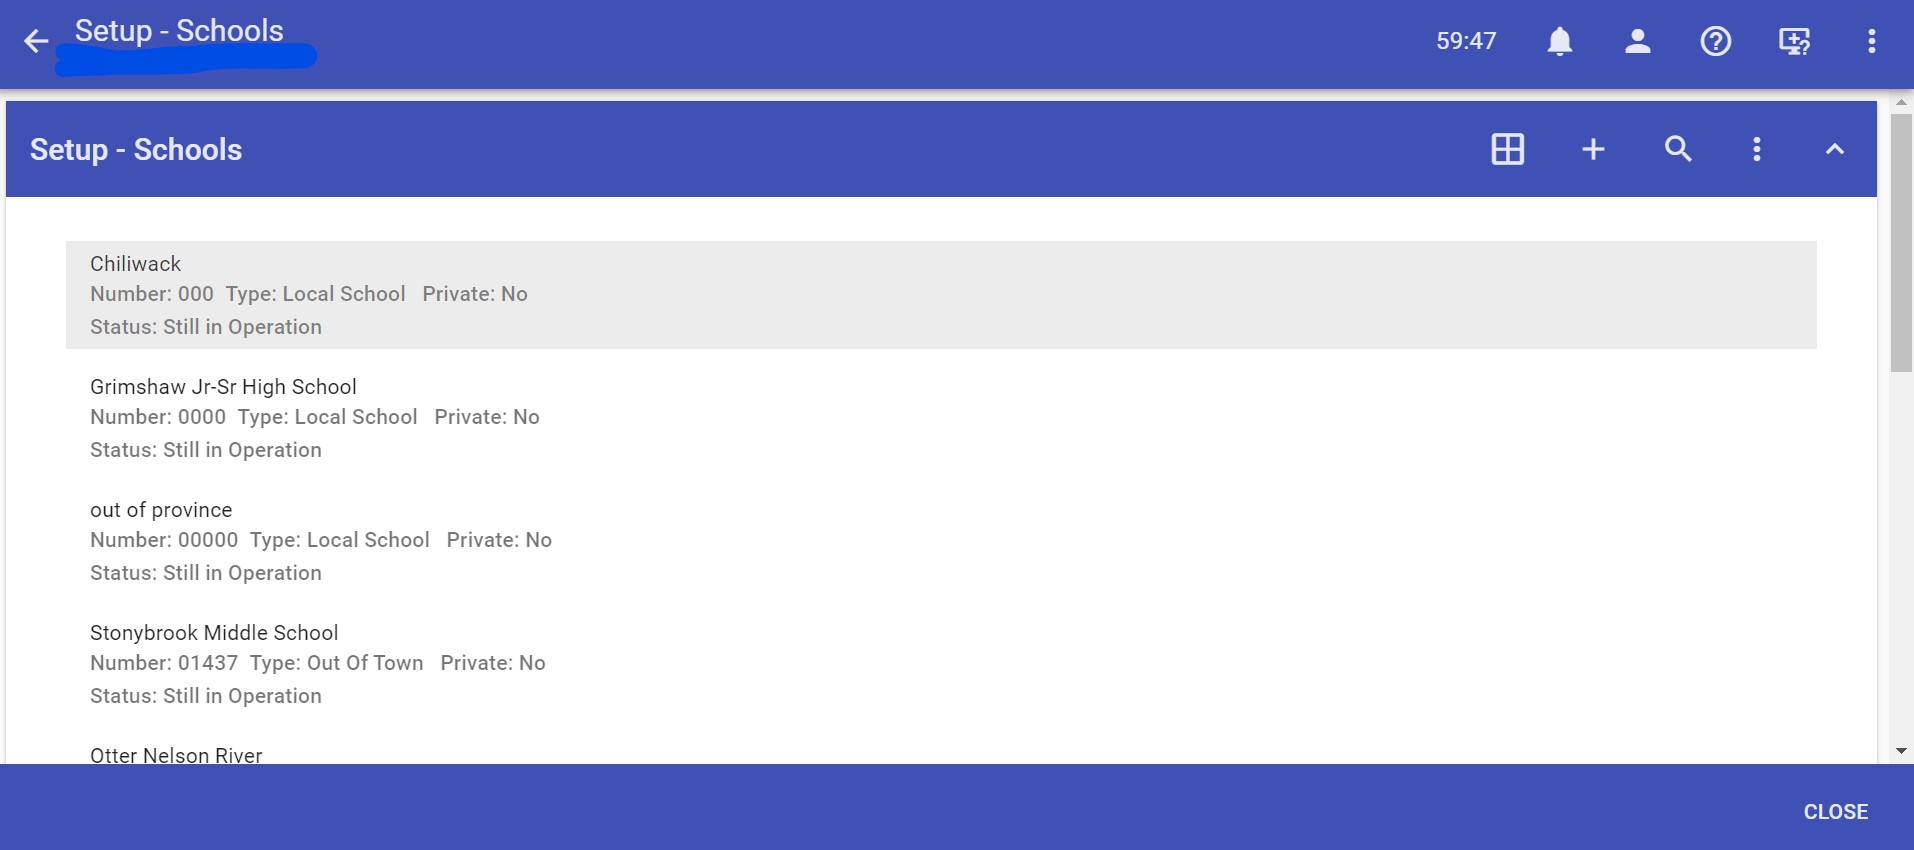 Setup - Schools
59:47
Setup - Schools
Chiliwack
Number: 000 Type: Local School Private: No
Status: Still in Operation
Grimshaw Jr-Sr High School
Number: 0000 Type: Local School Private: No
Status: Still in Operation
out of province
Number: 00000 Type: Local School Private: No
Status: Still in Operation
Stonybrook Middle School
Number: 01437 Type: Out Of Town Private: No
Status: Still in Operation
Otter Nelson River
CLOSE